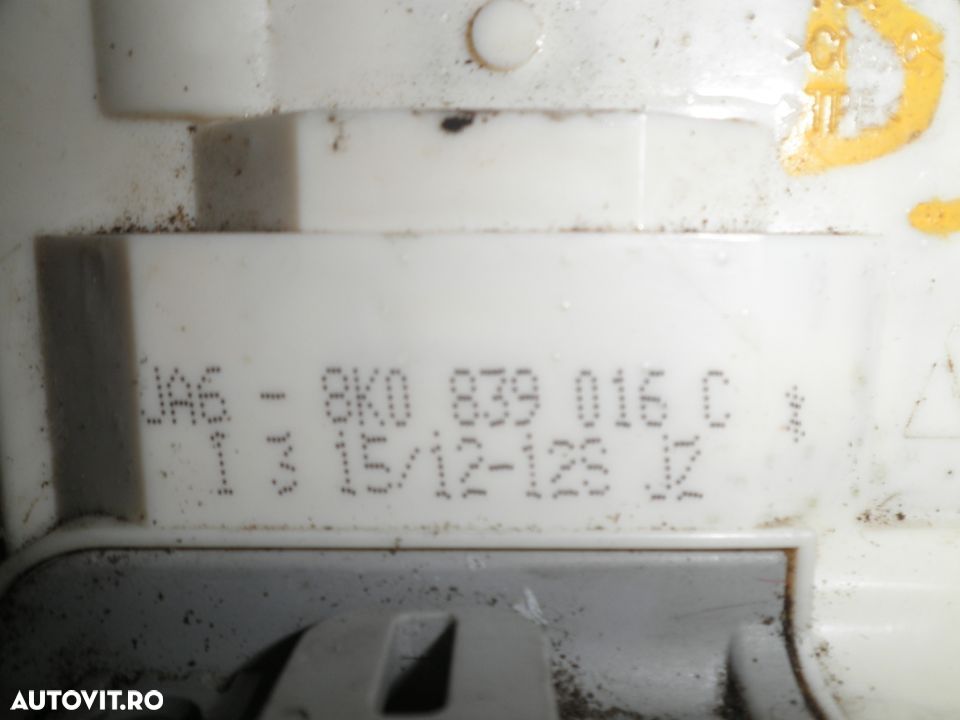 D
JA6 - 8K0 839 016 C
1 3 15/12-128 JZ
AUTOVIT.RO